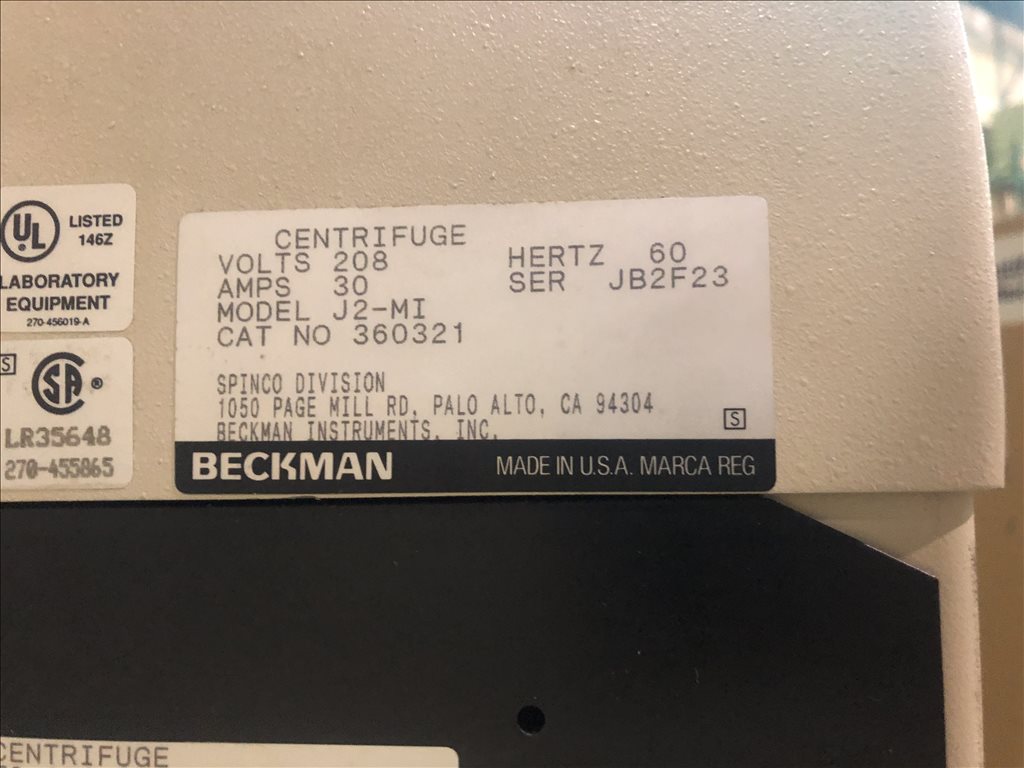 UL LISTED
146Z
LABORATORY
EQUIPMENT
270-456019-A
S
SA ®
LR35648
270-455865
CENTRIFUGE
VOLTS 208 HERTZ 60
AMPS 30 SER JB2F23
MODEL J2-MI
CAT NO 360321
SPINCO DIVISION
1050 PAGE MILL RD, PALO ALTO, CA 94304
S
BECKMAN INSTRUMENTS, INC.
BECKMAN MADE IN U.S.A. MARCA REG
CENTRIFUGE